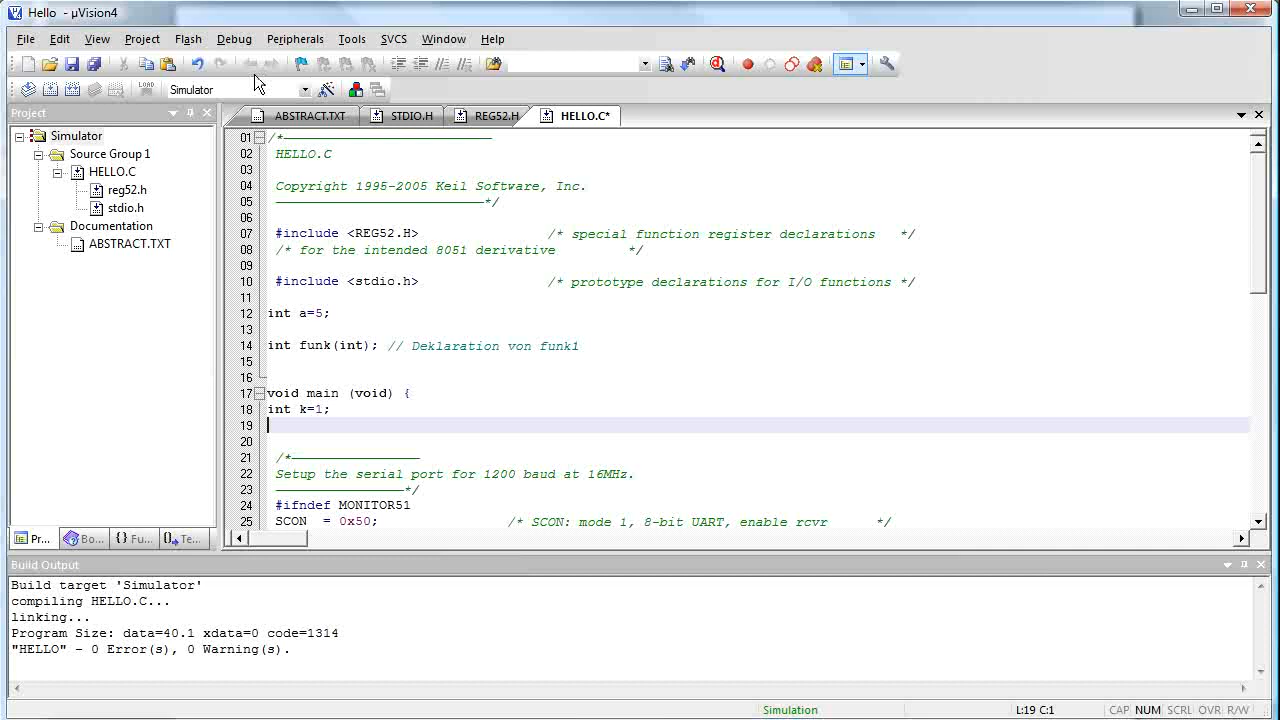 Hello - µVision4
File Edit View Project Flash Debug Peripherals Tools SVCS Window Help
LOAD Simulator
Project
ABSTRACT.TXT STDIO.H REG52.H HELLO.C*
Simulator
Source Group 1
HELLO.C
reg52.h
stdio.h
Documentation
ABSTRACT.TXT
01 /*
02 HELLO.C
03
04 Copyright 1995-2005 Keil Software, Inc.
05 */
06
07 #include <REG52.H> /* special function register declarations */
08 /* for the intended 8051 derivative */
09
10 #include <stdio.h> /* prototype declarations for I/O functions */
11
12 int a=5;
13
14 int funk(int); // Deklaration von funk1
15
16
17 void main (void) {
18 int k=1;
19
20
21 /*
22 Setup the serial port for 1200 baud at 16MHz.
23 */
24 #ifndef MONITOR51
25 SCON = 0x50; /* SCON: mode 1, 8-bit UART, enable rcvr */
Pr... Bo... {} Fu... Te...
Build Output
Build target 'Simulator'
compiling HELLO.C...
linking...
Program Size: data=40.1 xdata=0 code=1314
"HELLO" - 0 Error(s), 0 Warning(s).
Simulation L:19 C:1 CAP NUM SCRL OVR R/W